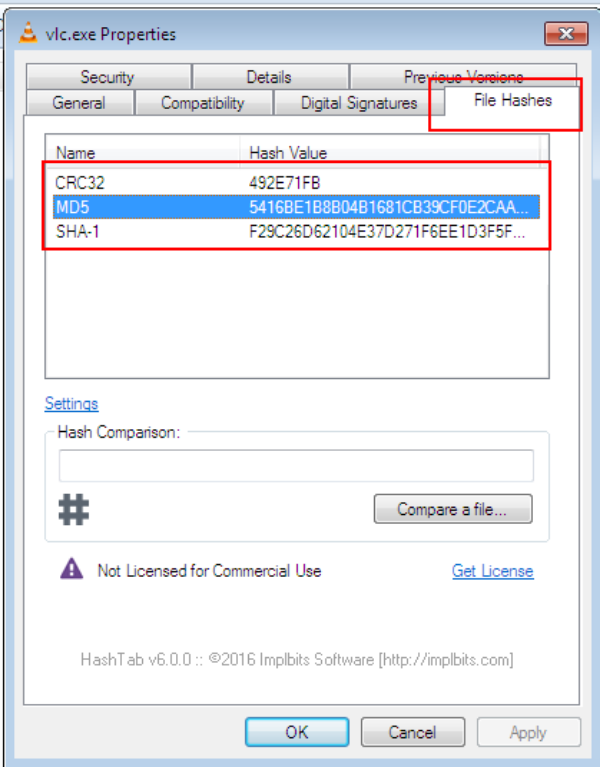 vlc.exe Properties
Security Details Previous Versions
General Compatibility Digital Signatures File Hashes
Name Hash Value
CRC32 492E71FB
MD5 5416BE1B8B04B1681CB39CF0E2CAA...
SHA-1 F29C26D62104E37D271F6EE1D3F5F...
Settings
Hash Comparison:
Compare a file...
Not Licensed for Commercial Use Get License
HashTab v6.0.0 :: ©2016 Implbits Software [http://implbits.com]
OK Cancel Apply